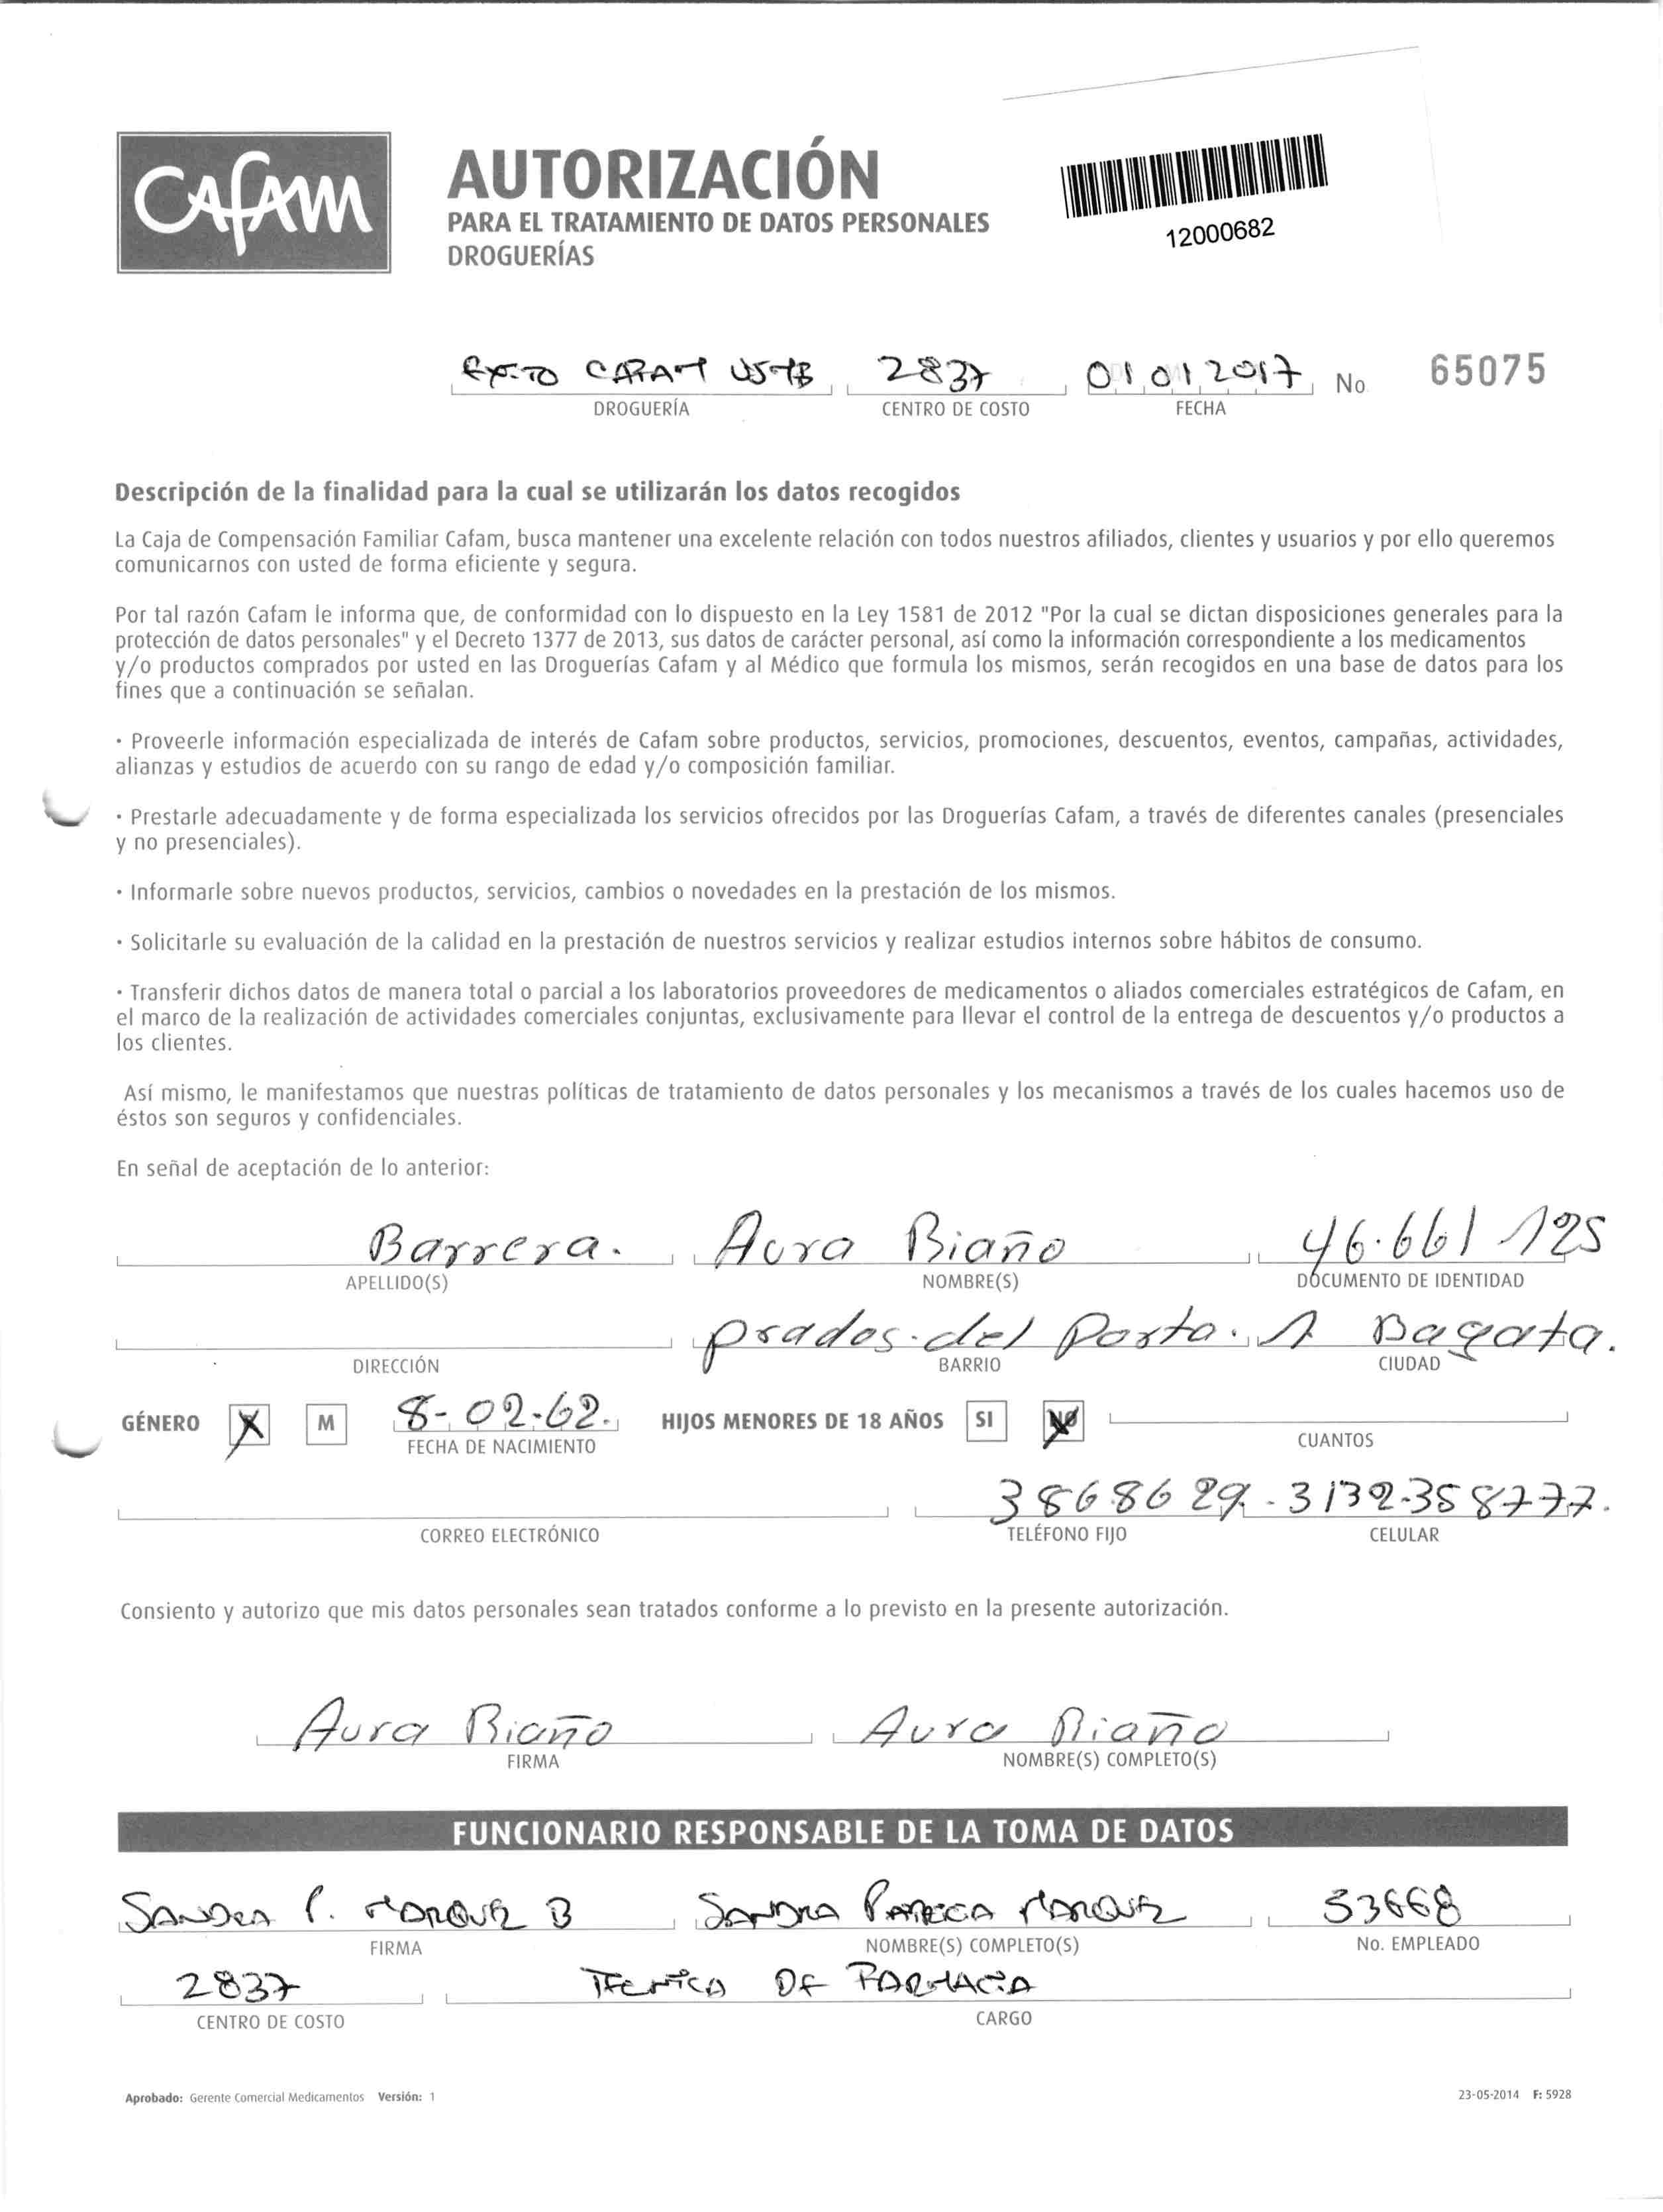 Cafam
AUTORIZACIÓN
PARA EL TRATAMIENTO DE DATOS PERSONALES
DROGUERÍAS
12000682
EXITO CAFAM 2837 01 01 2017 No 65075
DROGUERÍA CENTRO DE COSTO FECHA
Descripción de la finalidad para la cual se utilizarán los datos recogidos
La Caja de Compensación Familiar Cafam, busca mantener una excelente relación con todos nuestros afiliados, clientes y usuarios y por ello queremos
comunicarnos con usted de forma eficiente y segura.
Por tal razón Cafam le informa que, de conformidad con lo dispuesto en la Ley 1581 de 2012 "Por la cual se dictan disposiciones generales para la
protección de datos personales" y el Decreto 1377 de 2013, sus datos de carácter personal, así como la información correspondiente a los medicamentos
y/o productos comprados por usted en las Droguerías Cafam y al Médico que formula los mismos, serán recogidos en una base de datos para los
fines que a continuación se señalan.
· Proveerle información especializada de interés de Cafam sobre productos, servicios, promociones, descuentos, eventos, campañas, actividades,
alianzas y estudios de acuerdo con su rango de edad y/o composición familiar.
· Prestarle adecuadamente y de forma especializada los servicios ofrecidos por las Droguerías Cafam, a través de diferentes canales (presenciales
y no presenciales).
· Informarle sobre nuevos productos, servicios, cambios o novedades en la prestación de los mismos.
· Solicitarle su evaluación de la calidad en la prestación de nuestros servicios y realizar estudios internos sobre hábitos de consumo.
· Transferir dichos datos de manera total o parcial a los laboratorios proveedores de medicamentos o aliados comerciales estratégicos de Cafam, en
el marco de la realización de actividades comerciales conjuntas, exclusivamente para llevar el control de la entrega de descuentos y/o productos a
los clientes.
Así mismo, le manifestamos que nuestras políticas de tratamiento de datos personales y los mecanismos a través de los cuales hacemos uso de
éstos son seguros y confidenciales.
En señal de aceptación de lo anterior:
Barrera. Aura Riaño 46.661 125
APELLIDO(S) NOMBRE(S) DOCUMENTO DE IDENTIDAD
prados.del Porta. 1 Bagota.
DIRECCIÓN BARRIO CIUDAD
GÉNERO X M 8-02-62. HIJOS MENORES DE 18 AÑOS SI NO
FECHA DE NACIMIENTO CUANTOS
3868629.-3132358777.
CORREO ELECTRÓNICO TELÉFONO FIJO CELULAR
Consiento y autorizo que mis datos personales sean tratados conforme a lo previsto en la presente autorización.
Aura Riaño Aura Riaño
FIRMA NOMBRE(S) COMPLETO(S)
FUNCIONARIO RESPONSABLE DE LA TOMA DE DATOS
SANDRA P. MARQUEZ B SANDRA PATRICIA MARQUEZ 53668
FIRMA NOMBRE(S) COMPLETO(S) No. EMPLEADO
2837 TECNICA DE FARMACIA
CENTRO DE COSTO CARGO
Aprobado: Gerente Comercial Medicamentos Versión: 1 23-05-2014 F: 5928